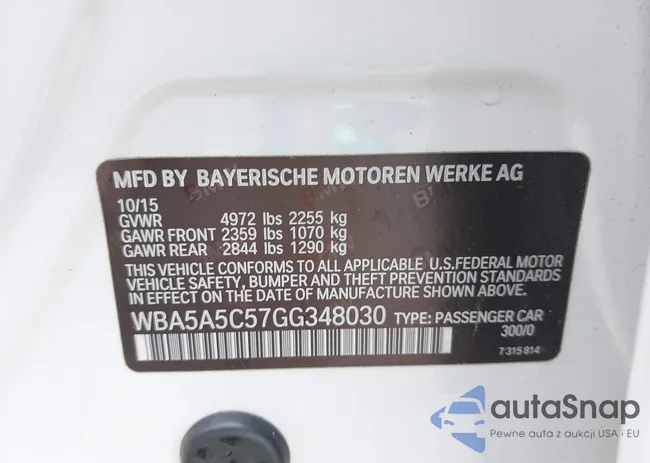 MFD BY BAYERISCHE MOTOREN WERKE AG
10/15
GVWR 4972 lbs 2255 kg
GAWR FRONT 2359 lbs 1070 kg
GAWR REAR 2844 lbs 1290 kg
THIS VEHICLE CONFORMS TO ALL APPLICABLE U.S.FEDERAL MOTOR
VEHICLE SAFETY, BUMPER AND THEFT PREVENTION STANDARDS
IN EFFECT ON THE DATE OF MANUFACTURE SHOWN ABOVE.
WBA5A5C57GG348030 TYPE: PASSENGER CAR
300/0
7 315 814
autaSnap
Pewne auta z aukcji USA i EU